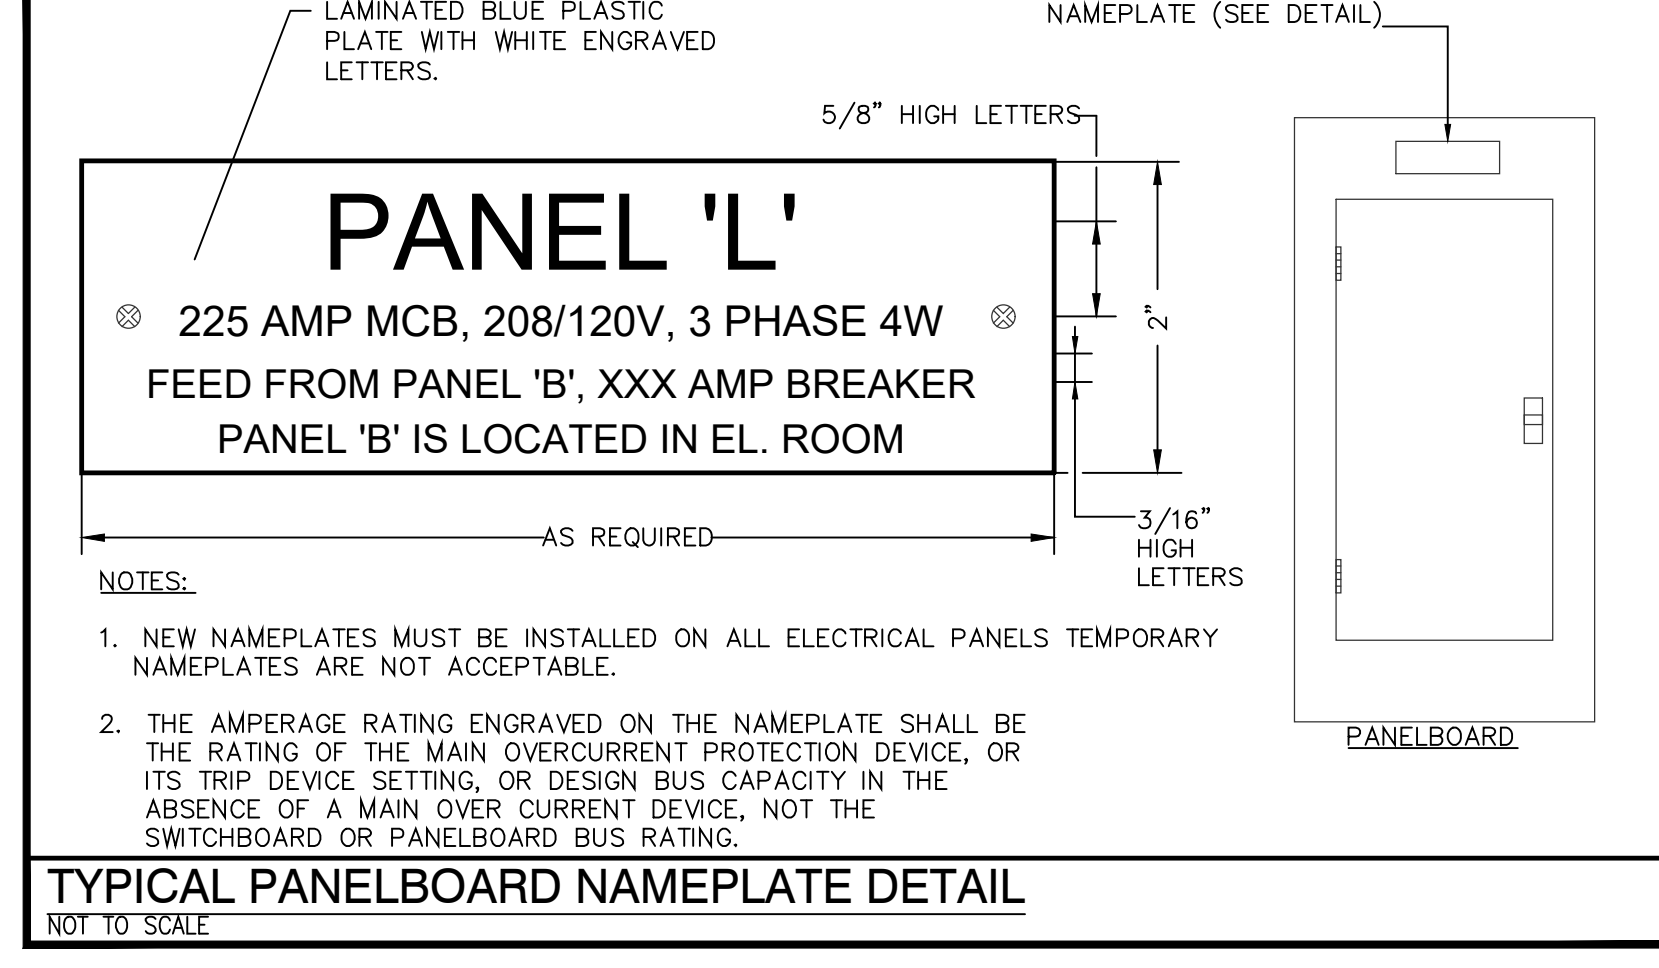 LAMINATED BLUE PLASTIC
PLATE WITH WHITE ENGRAVED
LETTERS.
NAMEPLATE (SEE DETAIL)
5/8" HIGH LETTERS
PANEL 'L'
225 AMP MCB, 208/120V, 3 PHASE 4W
FEED FROM PANEL 'B', XXX AMP BREAKER
PANEL 'B' IS LOCATED IN EL. ROOM
2"
3/16"
HIGH
LETTERS
AS REQUIRED
NOTES:
1. NEW NAMEPLATES MUST BE INSTALLED ON ALL ELECTRICAL PANELS TEMPORARY
NAMEPLATES ARE NOT ACCEPTABLE.
2. THE AMPERAGE RATING ENGRAVED ON THE NAMEPLATE SHALL BE
THE RATING OF THE MAIN OVERCURRENT PROTECTION DEVICE, OR
ITS TRIP DEVICE SETTING, OR DESIGN BUS CAPACITY IN THE
ABSENCE OF A MAIN OVER CURRENT DEVICE, NOT THE
SWITCHBOARD OR PANELBOARD BUS RATING.
PANELBOARD
TYPICAL PANELBOARD NAMEPLATE DETAIL
NOT TO SCALE